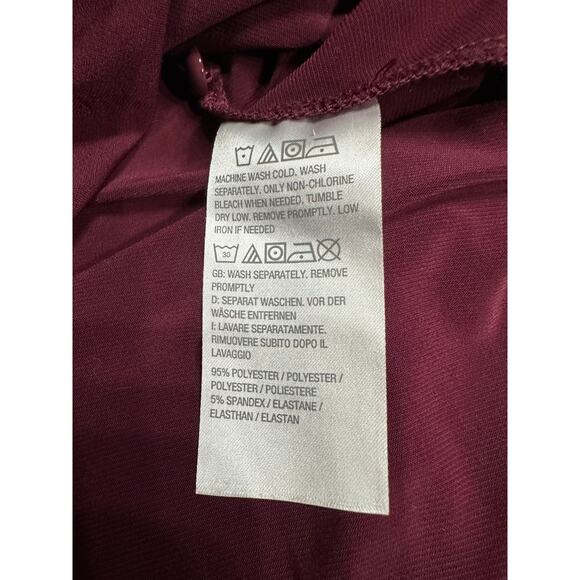 MACHINE WASH COLD. WASH
SEPARATELY. ONLY NON-CHLORINE
BLEACH WHEN NEEDED. TUMBLE
DRY LOW. REMOVE PROMPTLY. LOW
IRON IF NEEDED
30
GB: WASH SEPARATELY. REMOVE
PROMPTLY
D: SEPARAT WASCHEN. VOR DER
WÄSCHE ENTFERNEN
I: LAVARE SEPARATAMENTE.
RIMUOVERE SUBITO DOPO IL
LAVAGGIO
95% POLYESTER / POLYESTER /
POLYESTER / POLIESTERE
5% SPANDEX / ELASTANE /
ELASTHAN / ELASTAN